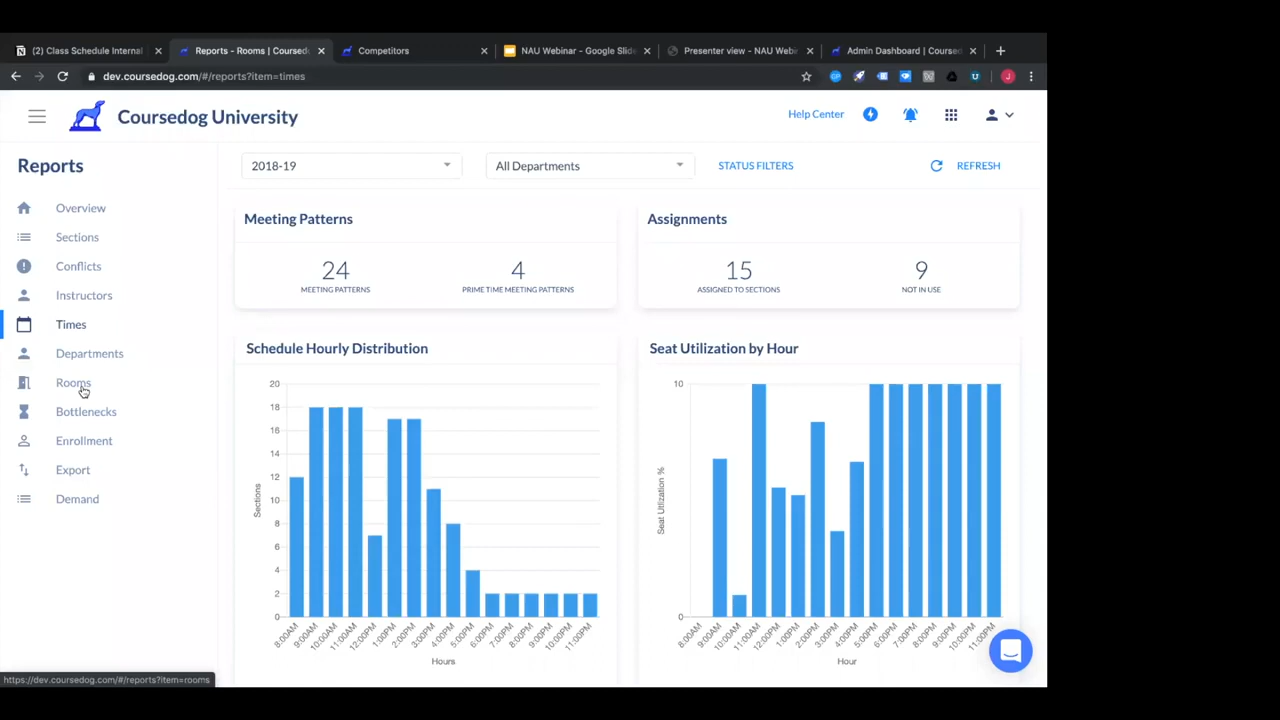 (2) Class Schedule Internal
Reports - Rooms | Coursed
Competitors
NAU Webinar - Google Slide
Presenter view - NAU Webin
Admin Dashboard | Coursed
dev.coursedog.com/#/reports?item=times
Coursedog University
Help Center
Reports
2018-19
All Departments
STATUS FILTERS
REFRESH
Overview
Sections
Conflicts
Instructors
Times
Departments
Rooms
Bottlenecks
Enrollment
Export
Demand
Meeting Patterns
24
MEETING PATTERNS
4
PRIME TIME MEETING PATTERNS
Assignments
15
ASSIGNED TO SECTIONS
9
NOT IN USE
Schedule Hourly Distribution
20
18
16
14
12
10
8
6
4
2
0
Sections
8:00AM
9:00AM
10:00AM
11:00AM
12:00PM
1:00PM
2:00PM
3:00PM
4:00PM
5:00PM
6:00PM
7:00PM
8:00PM
9:00PM
10:00PM
11:00PM
Hours
Seat Utilization by Hour
10
0
Seat Utlization %
8:00AM
9:00AM
10:00AM
11:00AM
12:00PM
1:00PM
2:00PM
3:00PM
4:00PM
5:00PM
6:00PM
7:00PM
8:00PM
9:00PM
10:00PM
11:00PM
Hour
https://dev.coursedog.com/#/reports?item=rooms